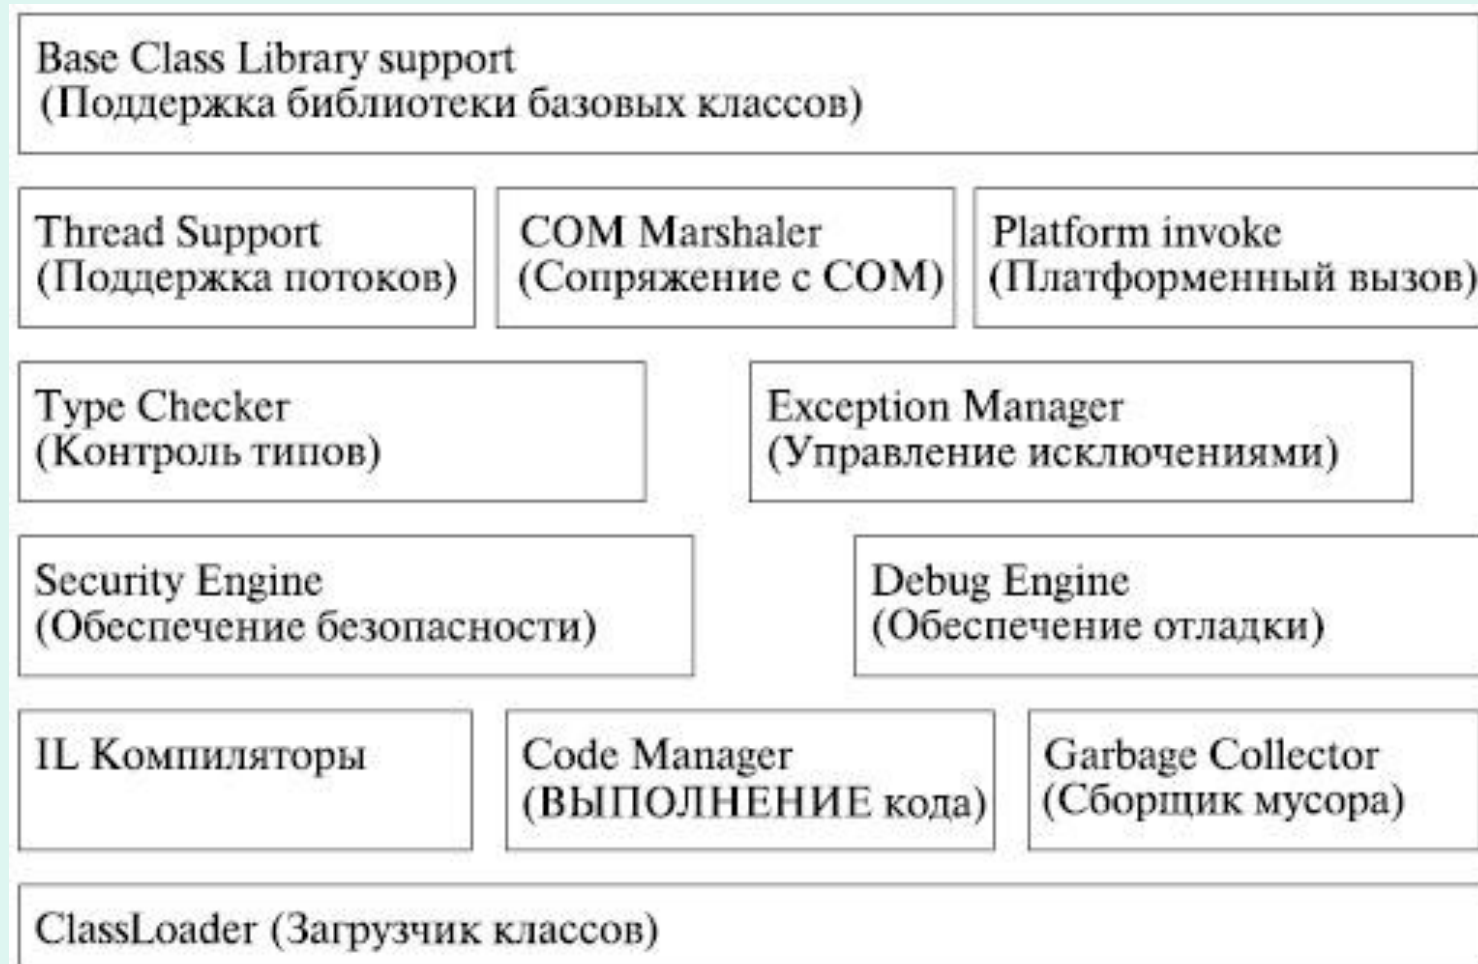 Base Class Library support
(Поддержка библиотеки базовых классов)
Thread Support
(Поддержка потоков)
COM Marshaler
(Сопряжение с COM)
Platform invoke
(Платформенный вызов)
Type Checker
(Контроль типов)
Exception Manager
(Управление исключениями)
Security Engine
(Обеспечение безопасности)
Debug Engine
(Обеспечение отладки)
IL Компиляторы
Code Manager
(ВЫПОЛНЕНИЕ кода)
Garbage Collector
(Сборщик мусора)
ClassLoader (Загрузчик классов)